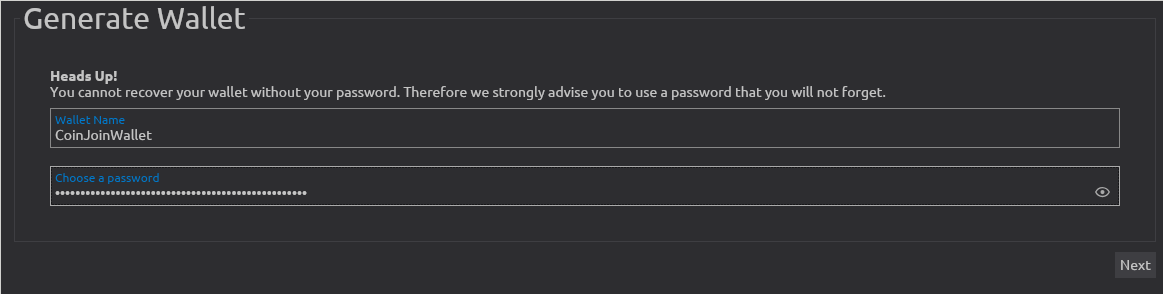 Generate Wallet
Heads Up!
You cannot recover your wallet without your password. Therefore we strongly advise you to use a password that you will not forget.
Wallet Name
CoinJoinWallet
Choose a password
••••••••••••••••••••••••••••••••••••••••••••••••••
Next